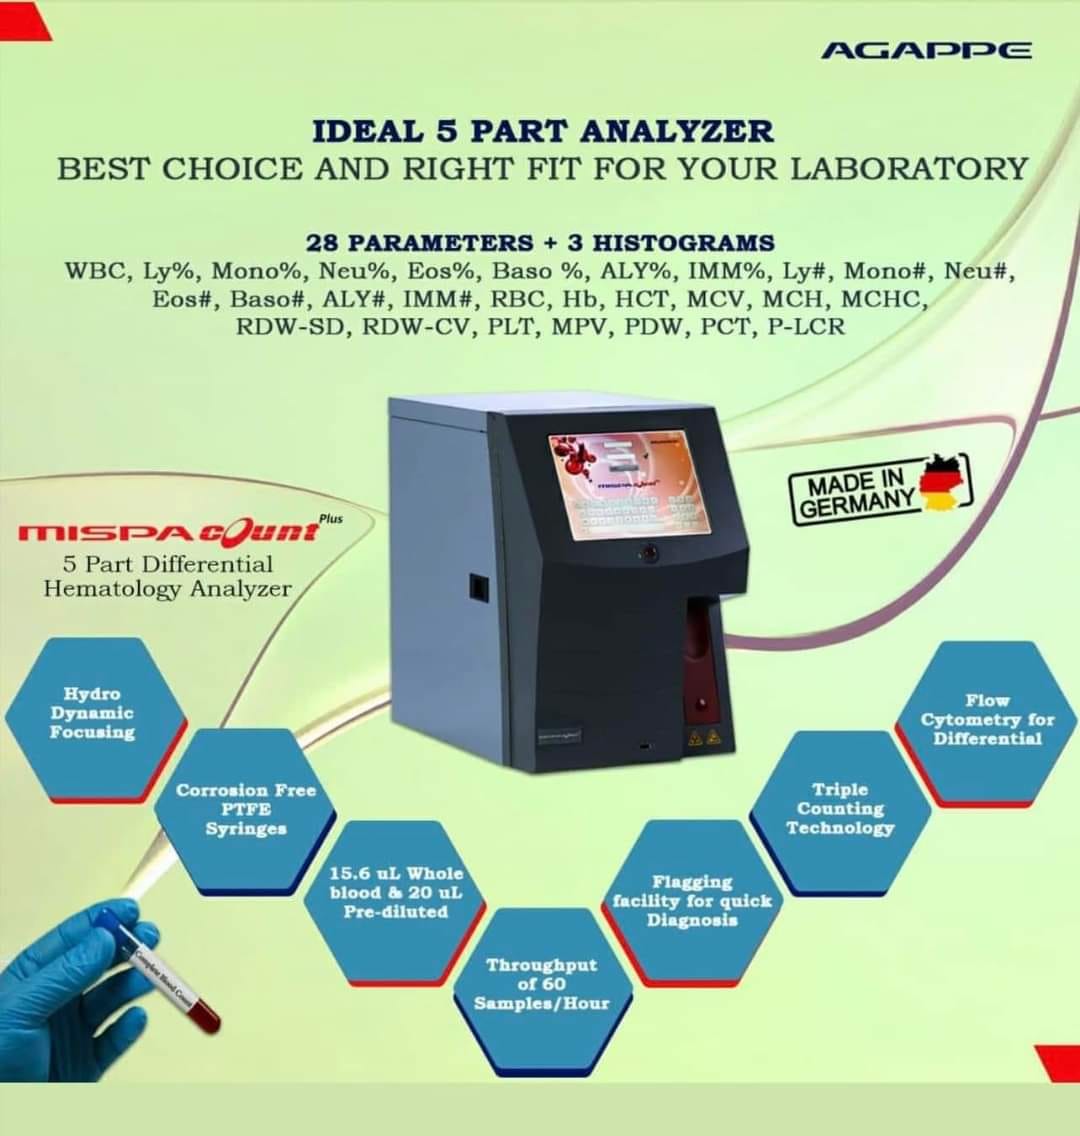 AGAPPE
IDEAL 5 PART ANALYZER
BEST CHOICE AND RIGHT FIT FOR YOUR LABORATORY
28 PARAMETERS + 3 HISTOGRAMS
WBC, Ly%, Mono%, Neu%, Eos%, Baso %, ALY%, IMM%, Ly#, Mono#, Neu#,
Eos#, Baso#, ALY#, IMM#, RBC, Hb, HCT, MCV, MCH, MCHC,
RDW-SD, RDW-CV, PLT, MPV, PDW, PCT, P-LCR
MADE IN
GERMANY
MISPA cOunt Plus
5 Part Differential
Hematology Analyzer
Hydro
Dynamic
Focusing
Corrosion Free
PTFE
Syringes
15.6 uL Whole
blood & 20 uL
Pre-diluted
Throughput
of 60
Samples/Hour
Flagging
facility for quick
Diagnosis
Triple
Counting
Technology
Flow
Cytometry for
Differential
Complete Blood Count